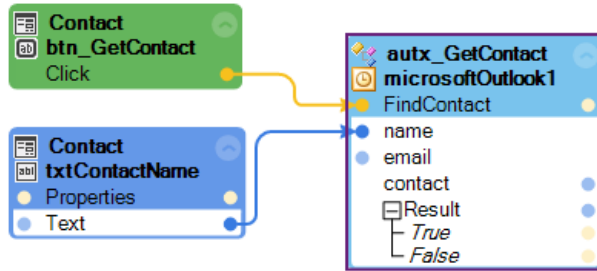 Contact
btn_GetContact
Click
Contact
txtContactName
Properties
Text
autx_GetContact
microsoftOutlook1
FindContact
name
email
contact
Result
True
False